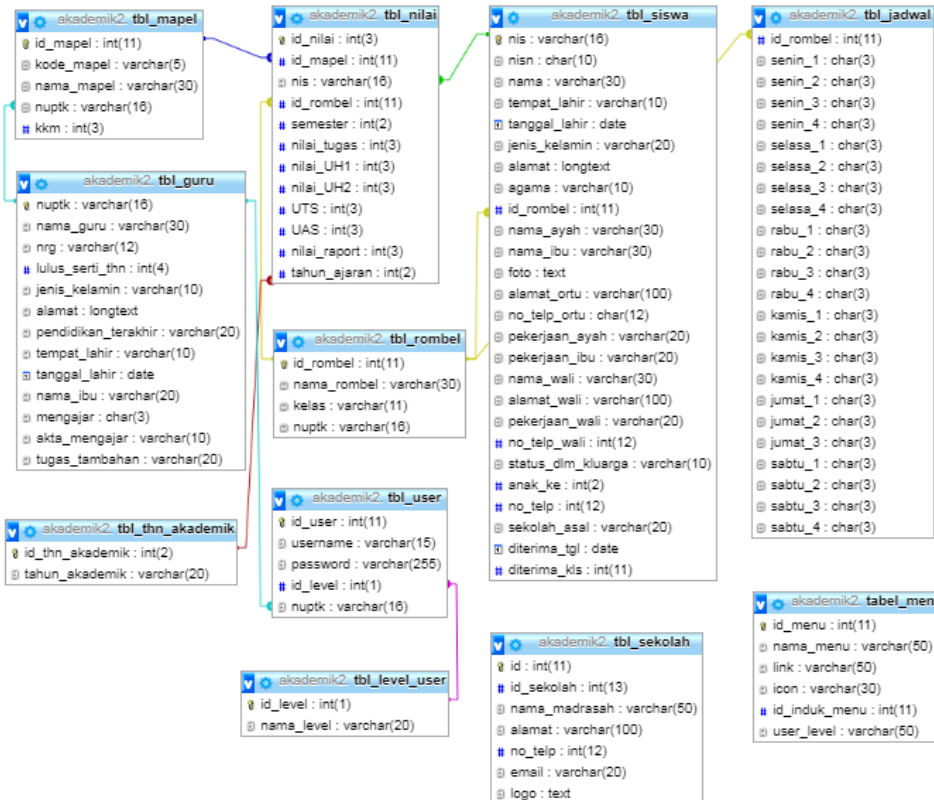 akademik2. tbl_mapel
id_mapel : int(11)
kode_mapel : varchar(5)
nama_mapel : varchar(30)
nuptk : varchar(16)
kkm : int(3)
akademik2. tbl_nilai
id_nilai : int(3)
id_mapel : int(11)
nis : varchar(16)
id_rombel : int(11)
semester : int(2)
nilai_tugas : int(3)
nilai_UH1 : int(3)
nilai_UH2 : int(3)
UTS : int(3)
UAS : int(3)
nilai_raport : int(3)
tahun_ajaran : int(2)
akademik2. tbl_siswa
nis : varchar(16)
nisn : char(10)
nama : varchar(30)
tempat_lahir : varchar(10)
tanggal_lahir : date
jenis_kelamin : varchar(20)
alamat : longtext
agama : varchar(10)
id_rombel : int(11)
nama_ayah : varchar(30)
nama_ibu : varchar(30)
foto : text
alamat_ortu : varchar(100)
no_telp_ortu : char(12)
pekerjaan_ayah : varchar(20)
pekerjaan_ibu : varchar(20)
nama_wali : varchar(30)
alamat_wali : varchar(100)
pekerjaan_wali : varchar(20)
no_telp_wali : int(12)
status_dlm_kluarga : varchar(10)
anak_ke : int(2)
no_telp : int(12)
sekolah_asal : varchar(20)
diterima_tgl : date
diterima_kls : int(11)
akademik2. tbl_jadwal
id_rombel : int(11)
senin_1 : char(3)
senin_2 : char(3)
senin_3 : char(3)
senin_4 : char(3)
selasa_1 : char(3)
selasa_2 : char(3)
selasa_3 : char(3)
selasa_4 : char(3)
rabu_1 : char(3)
rabu_2 : char(3)
rabu_3 : char(3)
rabu_4 : char(3)
kamis_1 : char(3)
kamis_2 : char(3)
kamis_3 : char(3)
kamis_4 : char(3)
jumat_1 : char(3)
jumat_2 : char(3)
jumat_3 : char(3)
sabtu_1 : char(3)
sabtu_2 : char(3)
sabtu_3 : char(3)
sabtu_4 : char(3)
akademik2. tbl_guru
nuptk : varchar(16)
nama_guru : varchar(30)
nrg : varchar(12)
lulus_serti_thn : int(4)
jenis_kelamin : varchar(10)
alamat : longtext
pendidikan_terakhir : varchar(20)
tempat_lahir : varchar(10)
tanggal_lahir : date
nama_ibu : varchar(20)
mengajar : char(3)
akta_mengajar : varchar(10)
tugas_tambahan : varchar(20)
akademik2. tbl_rombel
id_rombel : int(11)
nama_rombel : varchar(30)
kelas : varchar(11)
nuptk : varchar(16)
akademik2. tbl_thn_akademik
id_thn_akademik : int(2)
tahun_akademik : varchar(20)
akademik2. tbl_user
id_user : int(11)
username : varchar(15)
password : varchar(255)
id_level : int(1)
nuptk : varchar(16)
akademik2. tbl_level_user
id_level : int(1)
nama_level : varchar(20)
akademik2. tbl_sekolah
id : int(11)
id_sekolah : int(13)
nama_madrasah : varchar(50)
alamat : varchar(100)
no_telp : int(12)
email : varchar(20)
logo : text
akademik2. tabel_men
id_menu : int(11)
nama_menu : varchar(50)
link : varchar(50)
icon : varchar(30)
id_induk_menu : int(11)
user_level : varchar(50)